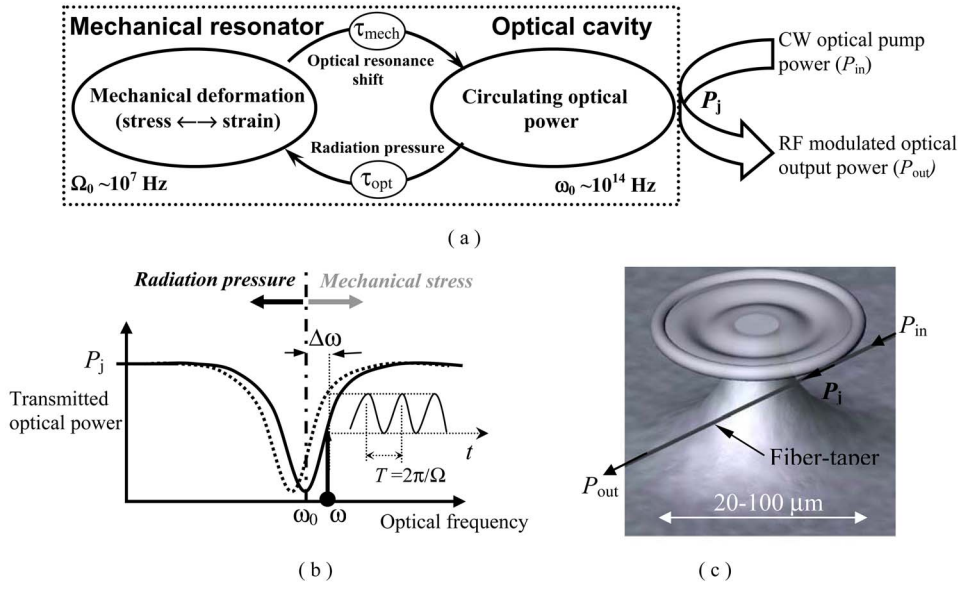 Mechanical resonator
Optical cavity
τmech
Optical resonance
shift
Mechanical deformation
(stress ←→ strain)
Circulating optical
power
Radiation pressure
τopt
Ω0 ~10^7 Hz
ω0 ~10^14 Hz
CW optical pump
power (Pin)
Pj
RF modulated optical
output power (Pout)
( a )
Radiation pressure
Mechanical stress
Δω
Pj
Transmitted
optical power
t
T =2π/Ω
ω0
ω
Optical frequency
( b )
Pin
Pj
Fiber-taper
Pout
20-100 μm
( c )